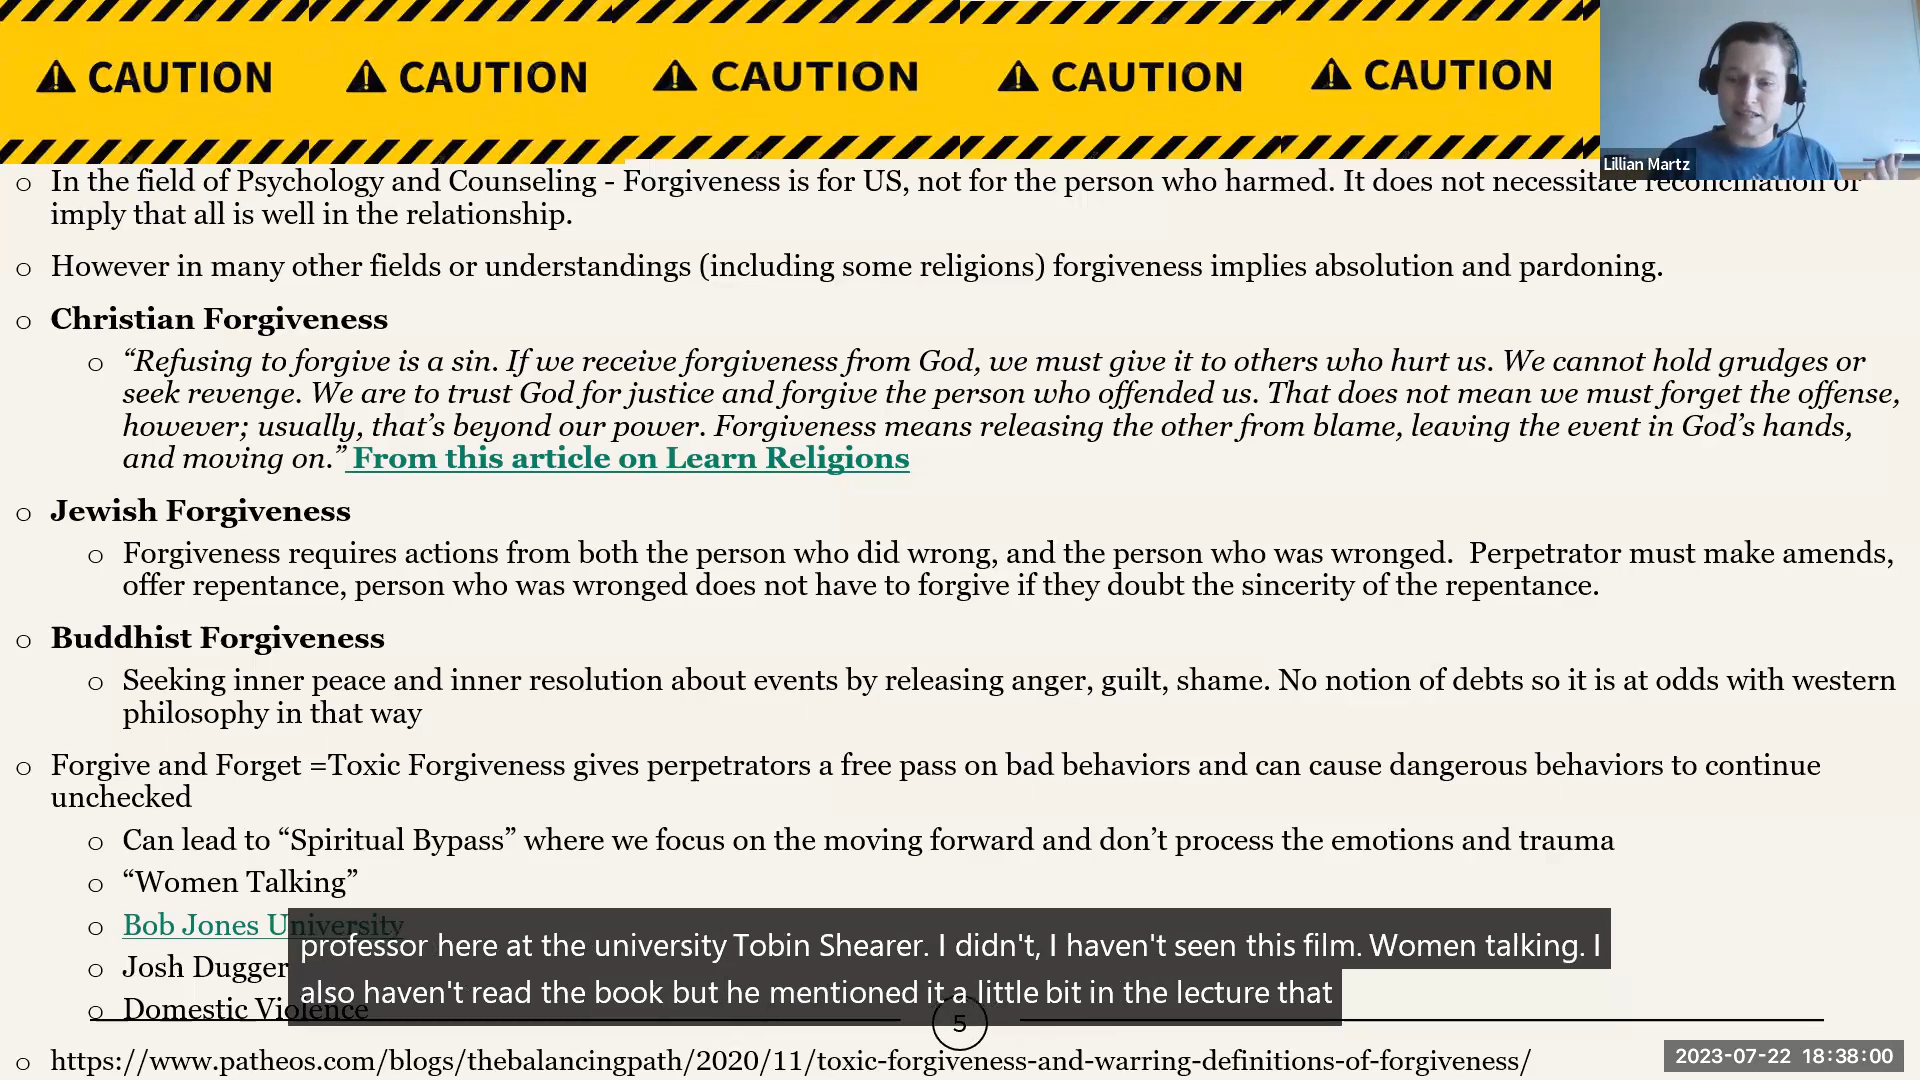 CAUTION CAUTION CAUTION CAUTION CAUTION
Lillian Martz
o In the field of Psychology and Counseling - Forgiveness is for US, not for the person who harmed. It does not necessitate reconciliation or
imply that all is well in the relationship.
o However in many other fields or understandings (including some religions) forgiveness implies absolution and pardoning.
o Christian Forgiveness
o “Refusing to forgive is a sin. If we receive forgiveness from God, we must give it to others who hurt us. We cannot hold grudges or
seek revenge. We are to trust God for justice and forgive the person who offended us. That does not mean we must forget the offense,
however; usually, that’s beyond our power. Forgiveness means releasing the other from blame, leaving the event in God’s hands,
and moving on.” From this article on Learn Religions
o Jewish Forgiveness
o Forgiveness requires actions from both the person who did wrong, and the person who was wronged. Perpetrator must make amends,
offer repentance, person who was wronged does not have to forgive if they doubt the sincerity of the repentance.
o Buddhist Forgiveness
o Seeking inner peace and inner resolution about events by releasing anger, guilt, shame. No notion of debts so it is at odds with western
philosophy in that way
o Forgive and Forget =Toxic Forgiveness gives perpetrators a free pass on bad behaviors and can cause dangerous behaviors to continue
unchecked
o Can lead to “Spiritual Bypass” where we focus on the moving forward and don’t process the emotions and trauma
o “Women Talking”
o Bob Jones University
professor here at the university Tobin Shearer. I didn't, I haven't seen this film. Women talking. I
o Josh Dugger
also haven't read the book but he mentioned it a little bit in the lecture that
o Domestic Violence
5
o https://www.patheos.com/blogs/thebalancingpath/2020/11/toxic-forgiveness-and-warring-definitions-of-forgiveness/
2023-07-22 18:38:00